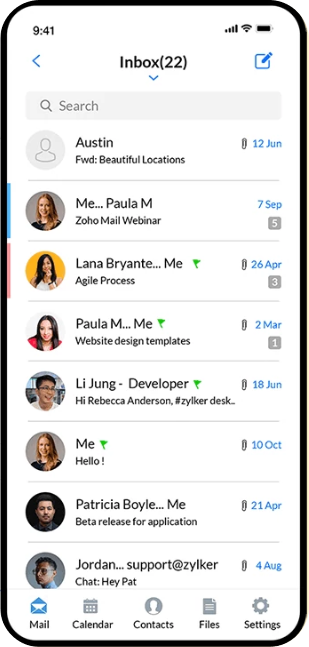 9:41
Inbox(22)
Search
Austin 12 Jun
Fwd: Beautiful Locations
Me... Paula M 7 Sep
Zoho Mail Webinar 5
Lana Bryante... Me 26 Apr
Agile Process 3
Paula M... Me 2 Mar
Website design templates 1
Li Jung - Developer 18 Jun
Hi Rebecca Anderson, #zylker desk..
Me 10 Oct
Hello !
Patricia Boyle... Me 21 Apr
Beta release for application
Jordan... support@zylker 4 Aug
Chat: Hey Pat
Mail Calendar Contacts Files Settings